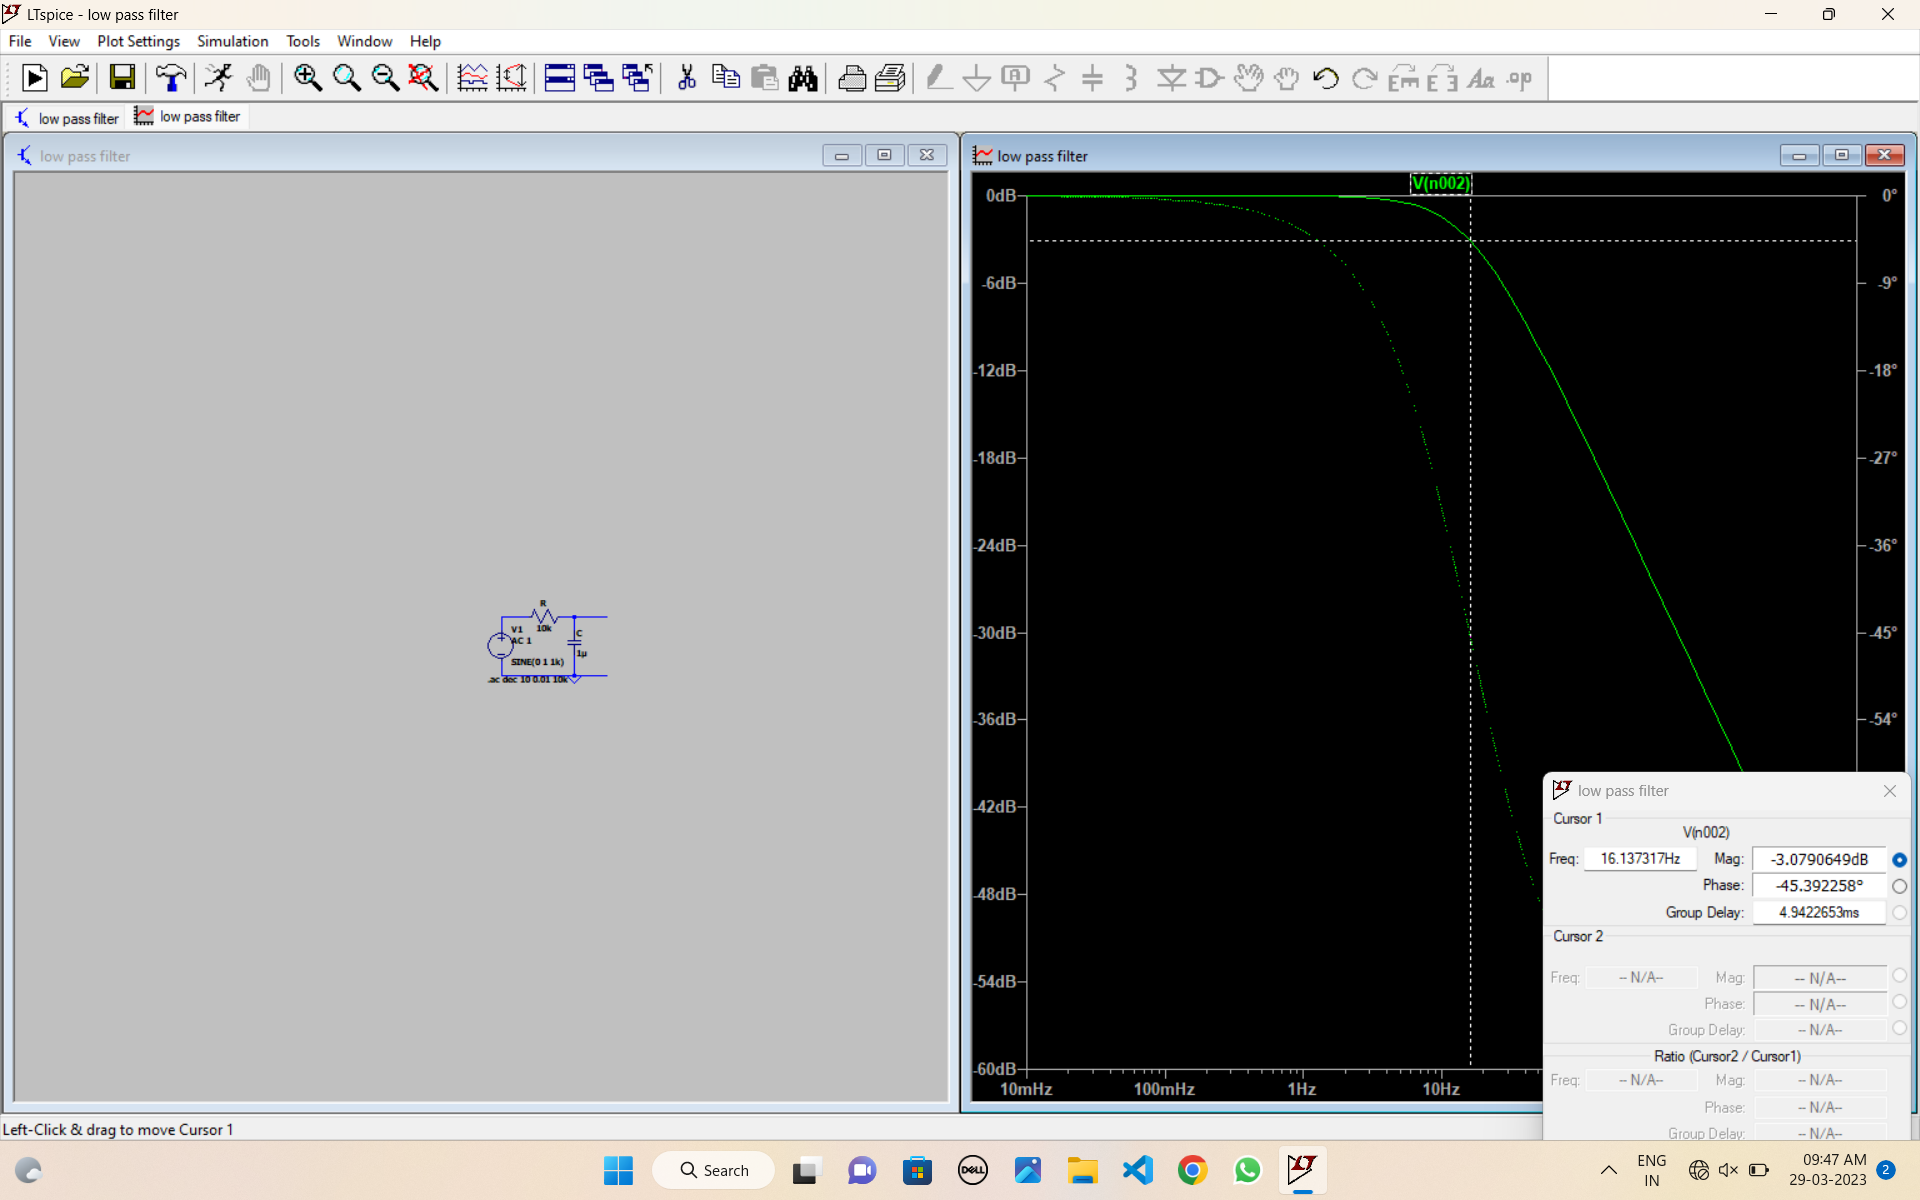 LTspice - low pass filter
File View Plot Settings Simulation Tools Window Help
Aa .op
low pass filter low pass filter
low pass filter
R
10k
V1
AC 1
C
1µ
SINE(0 1 1k)
.ac dec 10 0.01 10k
low pass filter
V(n002)
0dB 0°
-6dB -9°
-12dB -18°
-18dB -27°
-24dB -36°
-30dB -45°
-36dB -54°
-42dB
-48dB
-54dB
-60dB
10mHz 100mHz 1Hz 10Hz
low pass filter
Cursor 1
V(n002)
Freq: 16.137317Hz Mag: -3.0790649dB
Phase: -45.392258°
Group Delay: 4.9422653ms
Cursor 2
Freq: -- N/A-- Mag: -- N/A--
Phase: -- N/A--
Group Delay: -- N/A--
Ratio (Cursor2 / Cursor1)
Freq: -- N/A-- Mag: -- N/A--
Phase: -- N/A--
Group Delay: -- N/A--
Left-Click & drag to move Cursor 1
Search
DELL
ENG
IN
09:47 AM
29-03-2023
2